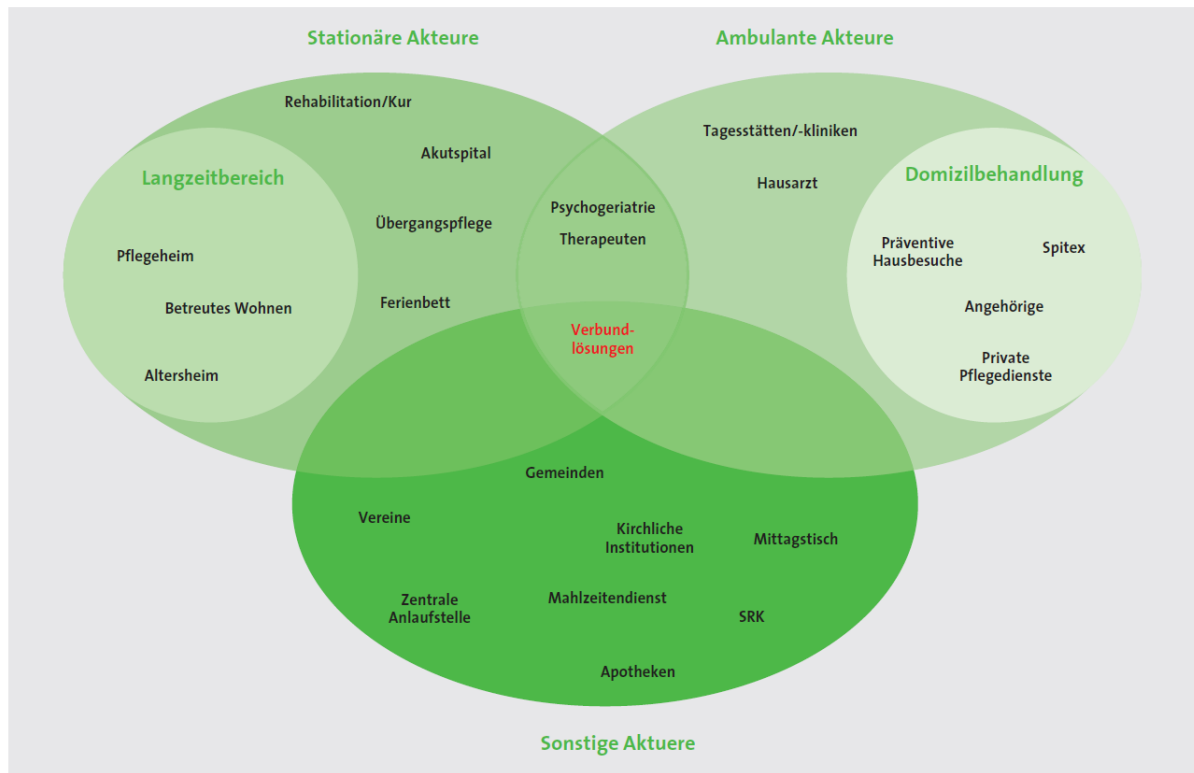 Stationäre Akteure
Ambulante Akteure
Rehabilitation/Kur
Akutspital
Langzeitbereich
Übergangspflege
Pflegeheim
Betreutes Wohnen
Ferienbett
Altersheim
Psychogeriatrie
Therapeuten
Verbund-
lösungen
Tagesstätten/-kliniken
Hausarzt
Domizilbehandlung
Präventive
Hausbesuche
Spitex
Angehörige
Private
Pflegedienste
Gemeinden
Vereine
Kirchliche
Institutionen
Mittagstisch
Zentrale
Anlaufstelle
Mahlzeitendienst
SRK
Apotheken
Sonstige Aktuere